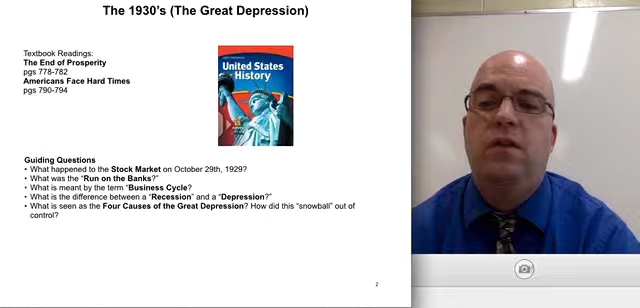 The 1930's (The Great Depression)
Textbook Readings:
The End of Prosperity
pgs 778-782
Americans Face Hard Times
pgs 790-794
United States
History
Guiding Questions
• What happened to the Stock Market on October 29th, 1929?
• What was the "Run on the Banks?"
• What is meant by the term "Business Cycle?
• What is the difference between a "Recession" and a "Depression?"
• What is seen as the Four Causes of the Great Depression? How did this "snowball" out of
control?
2